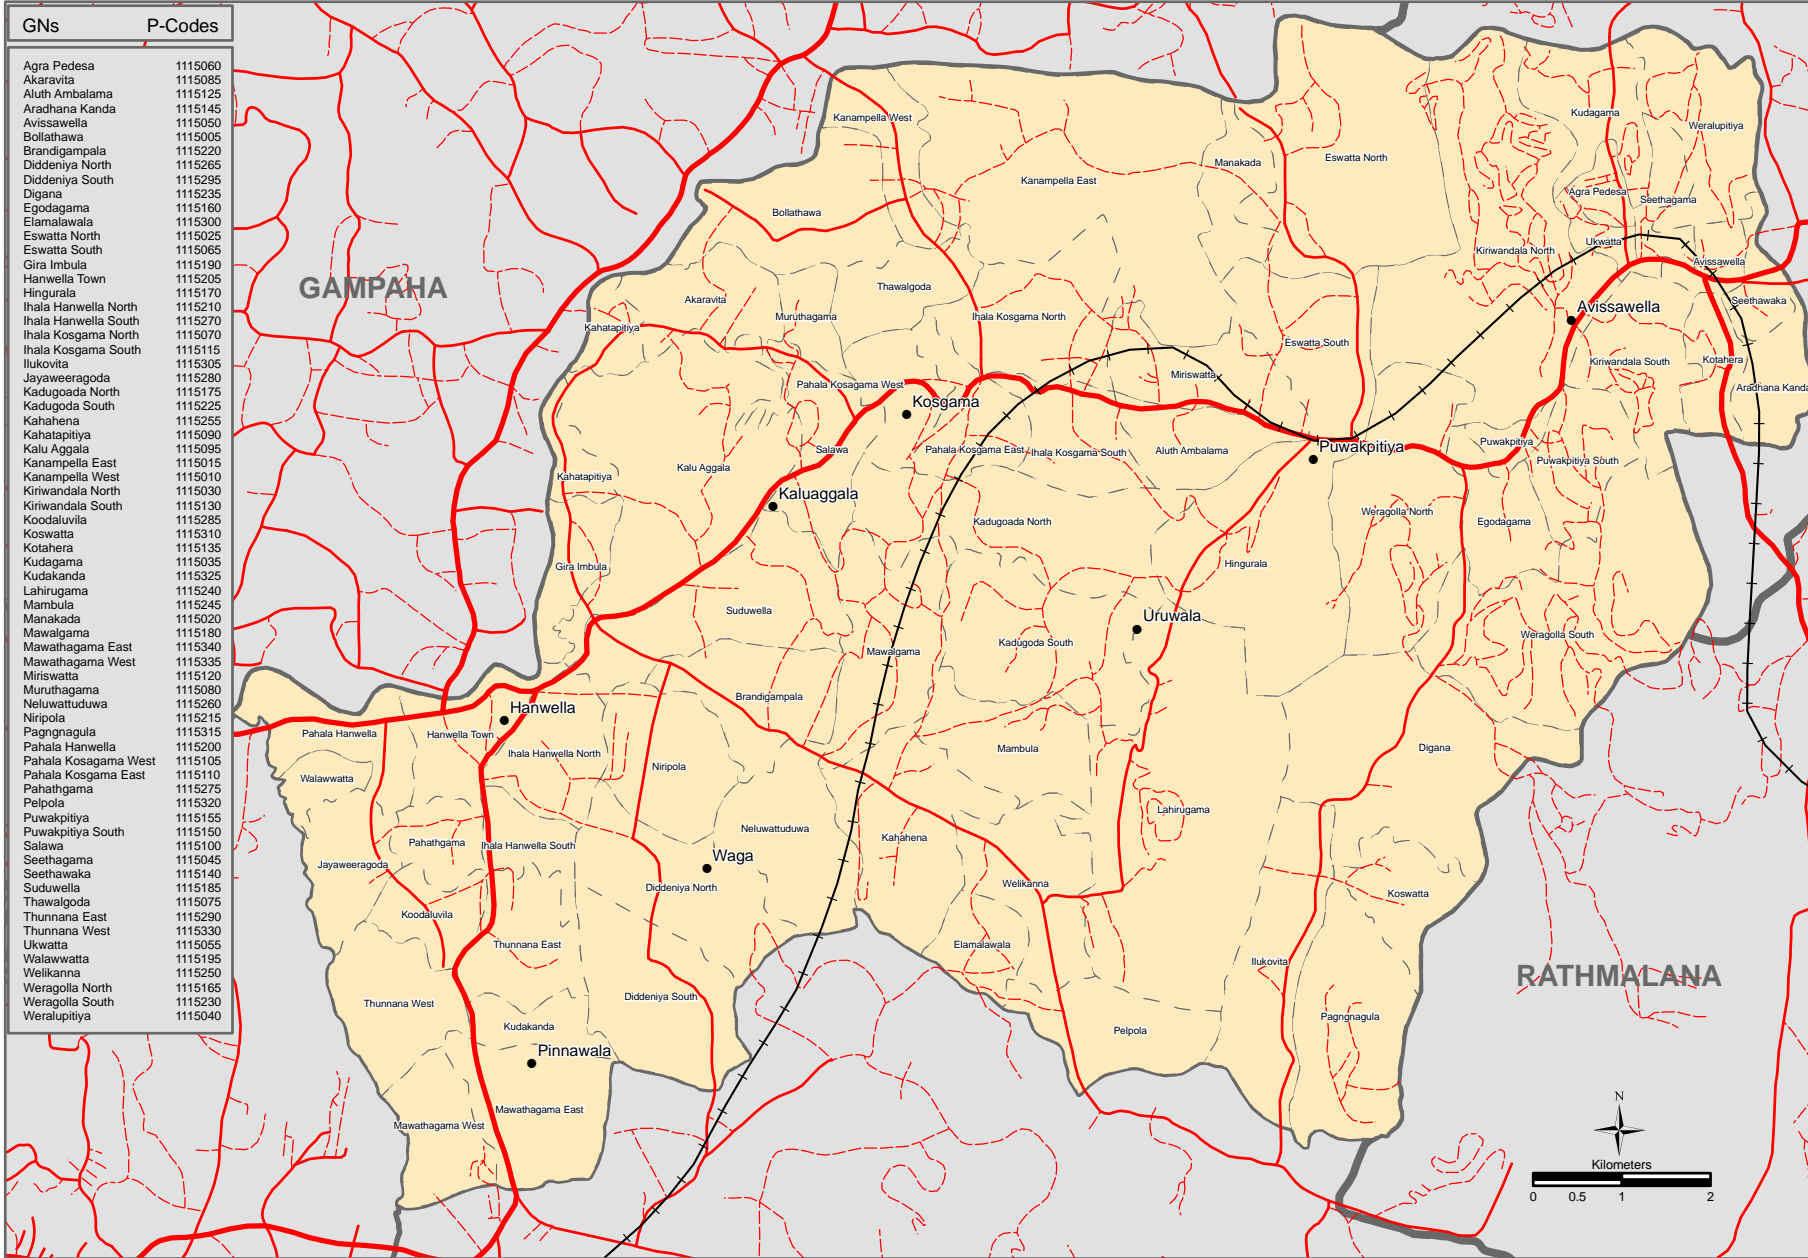 GNs P-Codes
Agra Pedesa 1115060
Akaravita 1115085
Aluth Ambalama 1115125
Aradhana Kanda 1115145
Avissawella 1115050
Bollathawa 1115005
Brandigampala 1115220
Diddeniya North 1115265
Diddeniya South 1115295
Digana 1115235
Egodagama 1115160
Elamalawala 1115300
Eswatta North 1115025
Eswatta South 1115065
Gira Imbula 1115190
Hanwella Town 1115205
Hingurala 1115170
Ihala Hanwella North 1115210
Ihala Hanwella South 1115270
Ihala Kosgama North 1115070
Ihala Kosgama South 1115115
Ilukovita 1115305
Jayaweeragoda 1115280
Kadugoada North 1115175
Kadugoda South 1115225
Kahahena 1115255
Kahatapitiya 1115090
Kalu Aggala 1115095
Kanampella East 1115015
Kanampella West 1115010
Kiriwandala North 1115030
Kiriwandala South 1115130
Koodaluvila 1115285
Koswatta 1115310
Kotahera 1115135
Kudagama 1115035
Kudakanda 1115325
Lahirugama 1115240
Mambula 1115245
Manakada 1115020
Mawalgama 1115180
Mawathagama East 1115340
Mawathagama West 1115335
Miriswatta 1115120
Muruthagama 1115080
Neluwattuduwa 1115260
Niripola 1115215
Pagngnagula 1115315
Pahala Hanwella 1115200
Pahala Kosagama West 1115105
Pahala Kosgama East 1115110
Pahathgama 1115275
Pelpola 1115320
Puwakpitiya 1115155
Puwakpitiya South 1115150
Salawa 1115100
Seethagama 1115045
Seethawaka 1115140
Suduwella 1115185
Thawalgoda 1115075
Thunnana East 1115290
Thunnana West 1115330
Ukwatta 1115055
Walawwatta 1115195
Welikanna 1115250
Weragolla North 1115165
Weragolla South 1115230
Weralupitiya 1115040
GAMPAHA
Kanampella West
Kudagama
Weralupitiya
Eswatta North
Manakada
Kanampella East
Agra Pedesa
Seethagama
Bollathawa
Ukwatta
Kiriwandala North
Avissawella
Thawalgoda
Akaravita
Seethawaka
Avissawella
Muruthagama
Ihala Kosgama North
Kahatapitiya
Eswatta South
Kotahera
Kiriwandala South
Miriswatta
Pahala Kosagama West
Aradhana Kanda
Kosgama
Puwakpitiya
Puwakpitiya
Salawa
Pahala Kosgama East
Ihala Kosgama South
Aluth Ambalama
Puwakpitiya South
Kalu Aggala
Kahatapitiya
Kaluaggala
Weragolla North
Kadugoada North
Egodagama
Gira Imbula
Hingurala
Suduwella
Uruwala
Weragolla South
Kadugoda South
Mawalgama
Brandigampala
Hanwella
Pahala Hanwella
Hanwella Town
Ihala Hanwella North
Mambula
Digana
Niripola
Walawwatta
Lahirugama
Neluwattuduwa
Kahahena
Pahathgama
Ihala Hanwella South
Waga
Jayaweeragoda
Diddeniya North
Welikanna
Koswatta
Koodaluvila
Thunnana East
Elamalawala
Ilukovita
RATHMALANA
Diddeniya South
Thunnana West
Pagngnagula
Kudakanda
Pelpola
Pinnawala
Mawathagama East
Mawathagama West
N
Kilometers
0 0.5 1 2